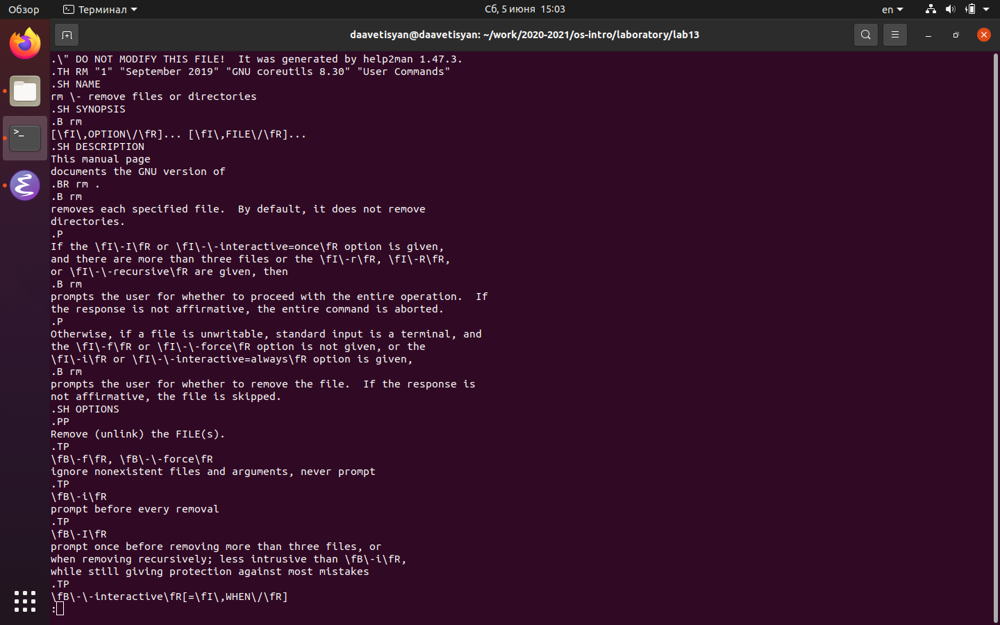 Обзор
Терминал
Сб, 5 июня 15:03
en
daavetisyan@daavetisyan: ~/work/2020-2021/os-intro/laboratory/lab13
.\" DO NOT MODIFY THIS FILE!  It was generated by help2man 1.47.3.
.TH RM "1" "September 2019" "GNU coreutils 8.30" "User Commands"
.SH NAME
rm \- remove files or directories
.SH SYNOPSIS
.B rm
[\fI\,OPTION\/\fR]... [\fI\,FILE\/\fR]...
.SH DESCRIPTION
This manual page
documents the GNU version of
.BR rm .
.B rm
removes each specified file.  By default, it does not remove
directories.
.P
If the \fI\-I\fR or \fI\-\-interactive=once\fR option is given,
and there are more than three files or the \fI\-r\fR, \fI\-R\fR,
or \fI\-\-recursive\fR are given, then
.B rm
prompts the user for whether to proceed with the entire operation.  If
the response is not affirmative, the entire command is aborted.
.P
Otherwise, if a file is unwritable, standard input is a terminal, and
the \fI\-f\fR or \fI\-\-force\fR option is not given, or the
\fI\-i\fR or \fI\-\-interactive=always\fR option is given,
.B rm
prompts the user for whether to remove the file.  If the response is
not affirmative, the file is skipped.
.SH OPTIONS
.PP
Remove (unlink) the FILE(s).
.TP
\fB\-f\fR, \fB\-\-force\fR
ignore nonexistent files and arguments, never prompt
.TP
\fB\-i\fR
prompt before every removal
.TP
\fB\-I\fR
prompt once before removing more than three files, or
when removing recursively; less intrusive than \fB\-i\fR,
while still giving protection against most mistakes
.TP
\fB\-\-interactive\fR[=\fI\,WHEN\/\fR]
: